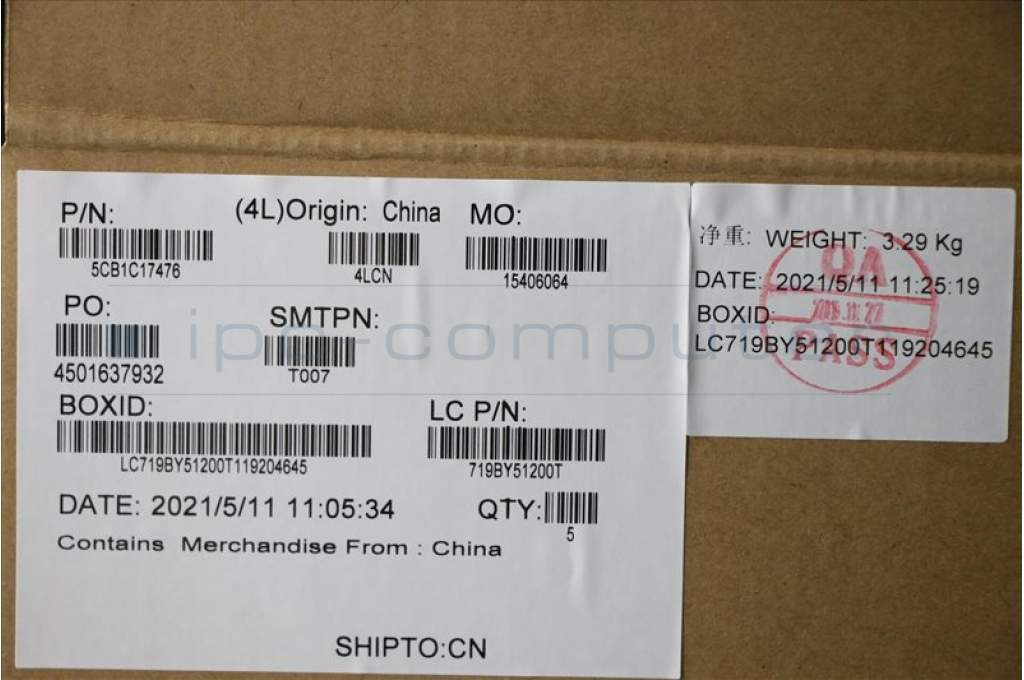 P/N: (4L)Origin: China MO:
5CB1C17476 4LCN 15406064
PO: SMTPN:
4501637932 T007
BOXID: LC P/N:
LC719BY51200T119204645 719BY51200T
DATE: 2021/5/11 11:05:34 QTY:
5
Contains Merchandise From : China
SHIPTO:CN
净重: WEIGHT: 3.29 Kg
DATE: 2021/5/11 11:25:19
BOXID:
LC719BY51200T119204645
QA
PASS
ipc-computer